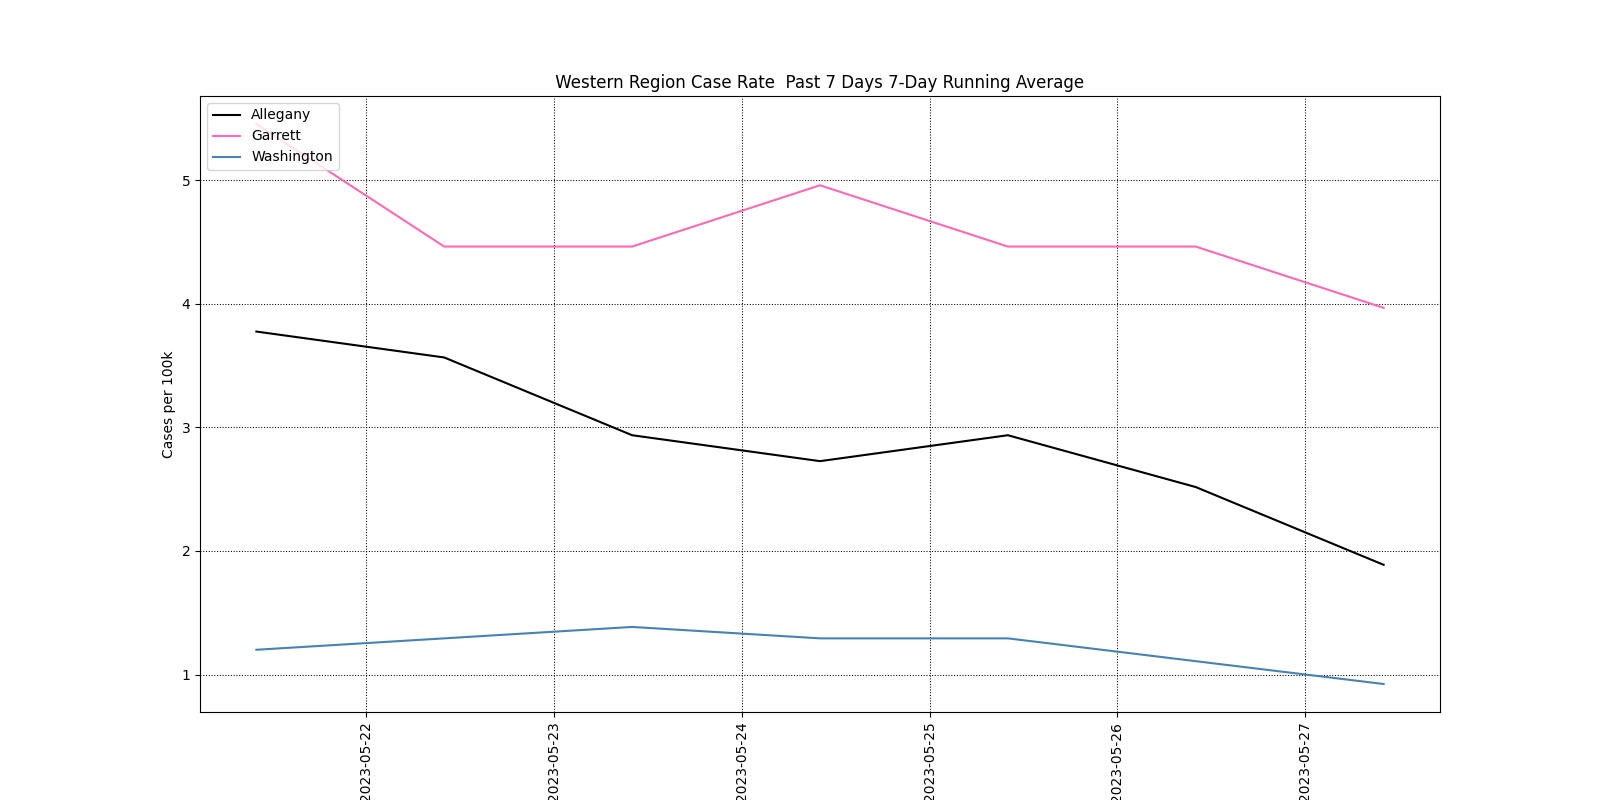 Western Region Case Rate  Past 7 Days 7-Day Running Average
Allegany
Garrett
Washington
5
4
3
2
1
Cases per 100k
2023-05-22
2023-05-23
2023-05-24
2023-05-25
2023-05-26
2023-05-27